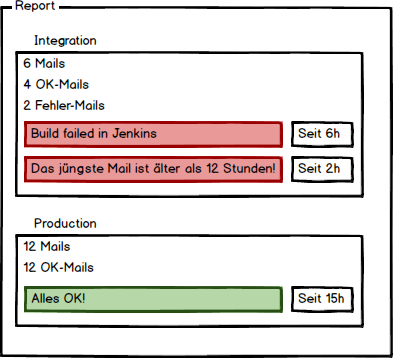 Report
Integration
6 Mails
4 OK-Mails
2 Fehler-Mails
Build failed in Jenkins Seit 6h
Das jüngste Mail ist älter als 12 Stunden! Seit 2h
Production
12 Mails
12 OK-Mails
Alles OK! Seit 15h